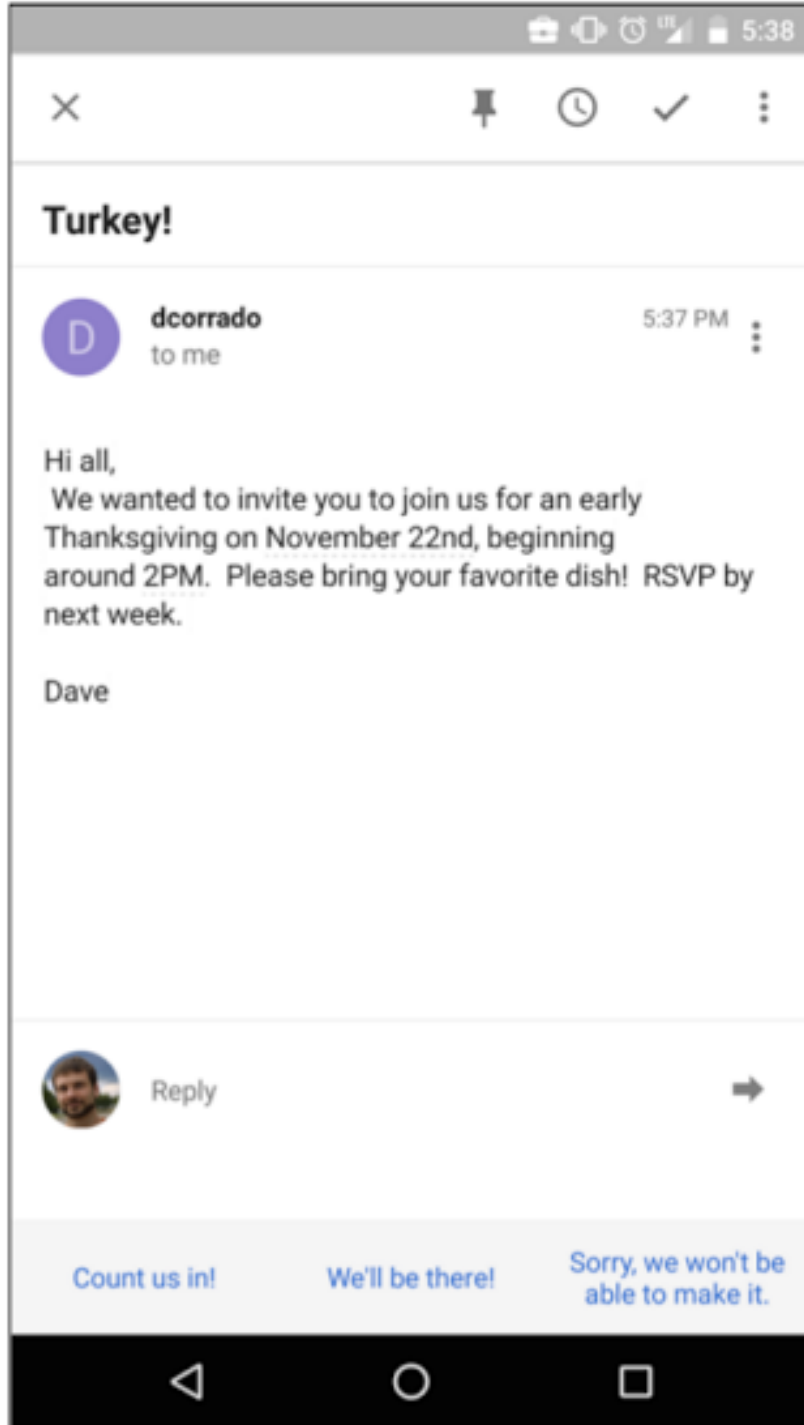 LTE 5:38
Turkey!
D
dcorrado
5:37 PM
to me
Hi all,
We wanted to invite you to join us for an early
Thanksgiving on November 22nd, beginning
around 2PM.  Please bring your favorite dish!  RSVP by
next week.
Dave
Reply
Count us in!
We'll be there!
Sorry, we won't be
able to make it.